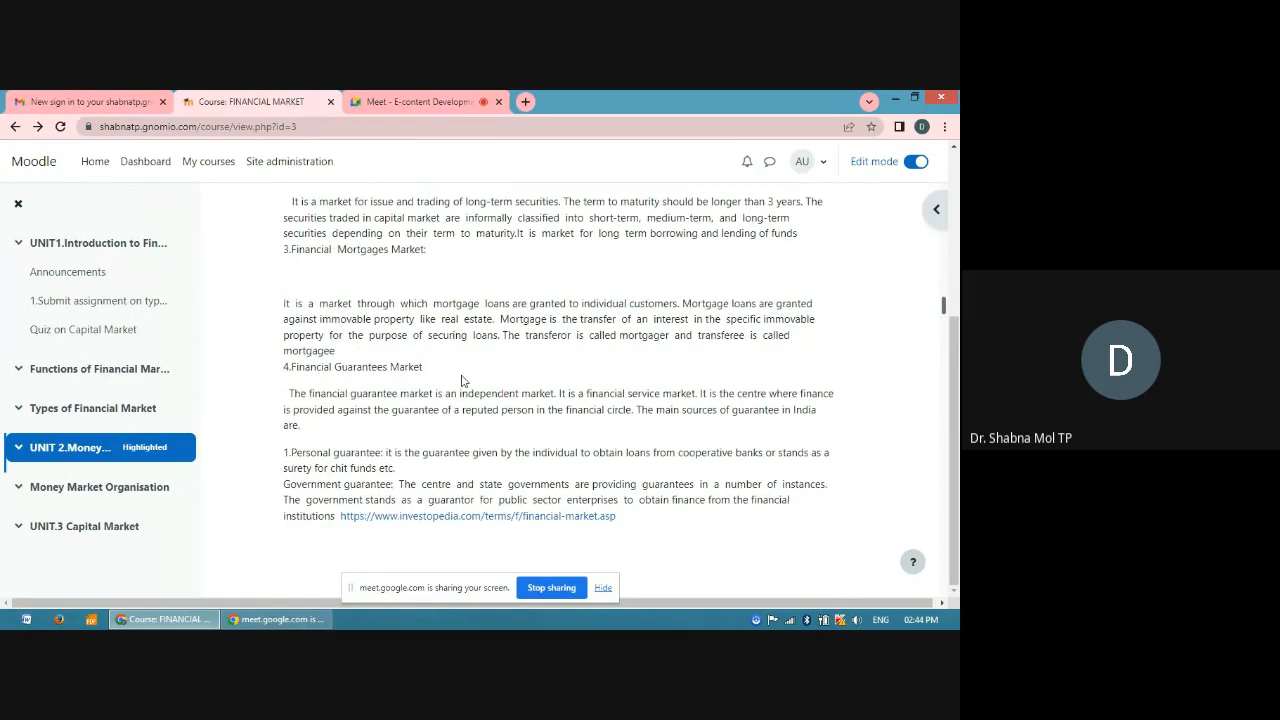 New sign in to your shabnatp.gn
Course: FINANCIAL MARKET
Meet - E-content Developm
shabnatp.gnomio.com/course/view.php?id=3
D
Moodle Home Dashboard My courses Site administration AU Edit mode
UNIT1.Introduction to Fin...
Announcements
1.Submit assignment on typ...
Quiz on Capital Market
Functions of Financial Mar...
Types of Financial Market
UNIT 2.Money... Highlighted
Money Market Organisation
UNIT.3 Capital Market
It is a market for issue and trading of long-term securities. The term to maturity should be longer than 3 years. The
securities traded in capital market are informally classified into short-term, medium-term, and long-term
securities depending on their term to maturity.It is market for long term borrowing and lending of funds
3.Financial Mortgages Market:
It is a market through which mortgage loans are granted to individual customers. Mortgage loans are granted
against immovable property like real estate. Mortgage is the transfer of an interest in the specific immovable
property for the purpose of securing loans. The transferor is called mortgager and transferee is called
mortgagee
4.Financial Guarantees Market
The financial guarantee market is an independent market. It is a financial service market. It is the centre where finance
is provided against the guarantee of a reputed person in the financial circle. The main sources of guarantee in India
are.
1.Personal guarantee: it is the guarantee given by the individual to obtain loans from cooperative banks or stands as a
surety for chit funds etc.
Government guarantee: The centre and state governments are providing guarantees in a number of instances.
The government stands as a guarantor for public sector enterprises to obtain finance from the financial
institutions https://www.investopedia.com/terms/f/financial-market.asp
?
meet.google.com is sharing your screen. Stop sharing Hide
Course: FINANCIAL ...
meet.google.com is ...
ENG 02:44 PM
D
Dr. Shabna Mol TP